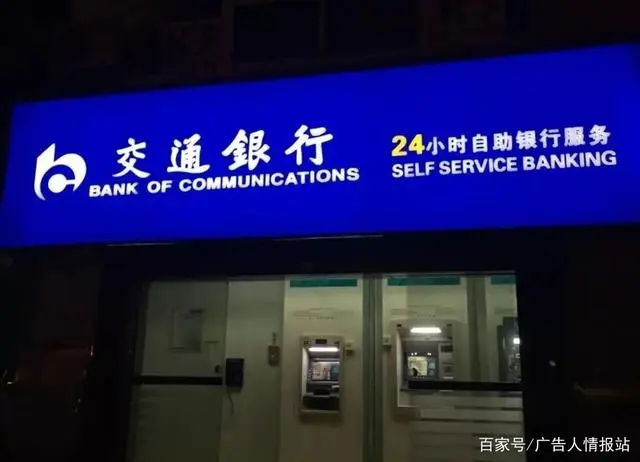 交通銀行
BANK OF COMMUNICATIONS
24小时自助银行服务
SELF SERVICE BANKING
百家号/广告人情报站